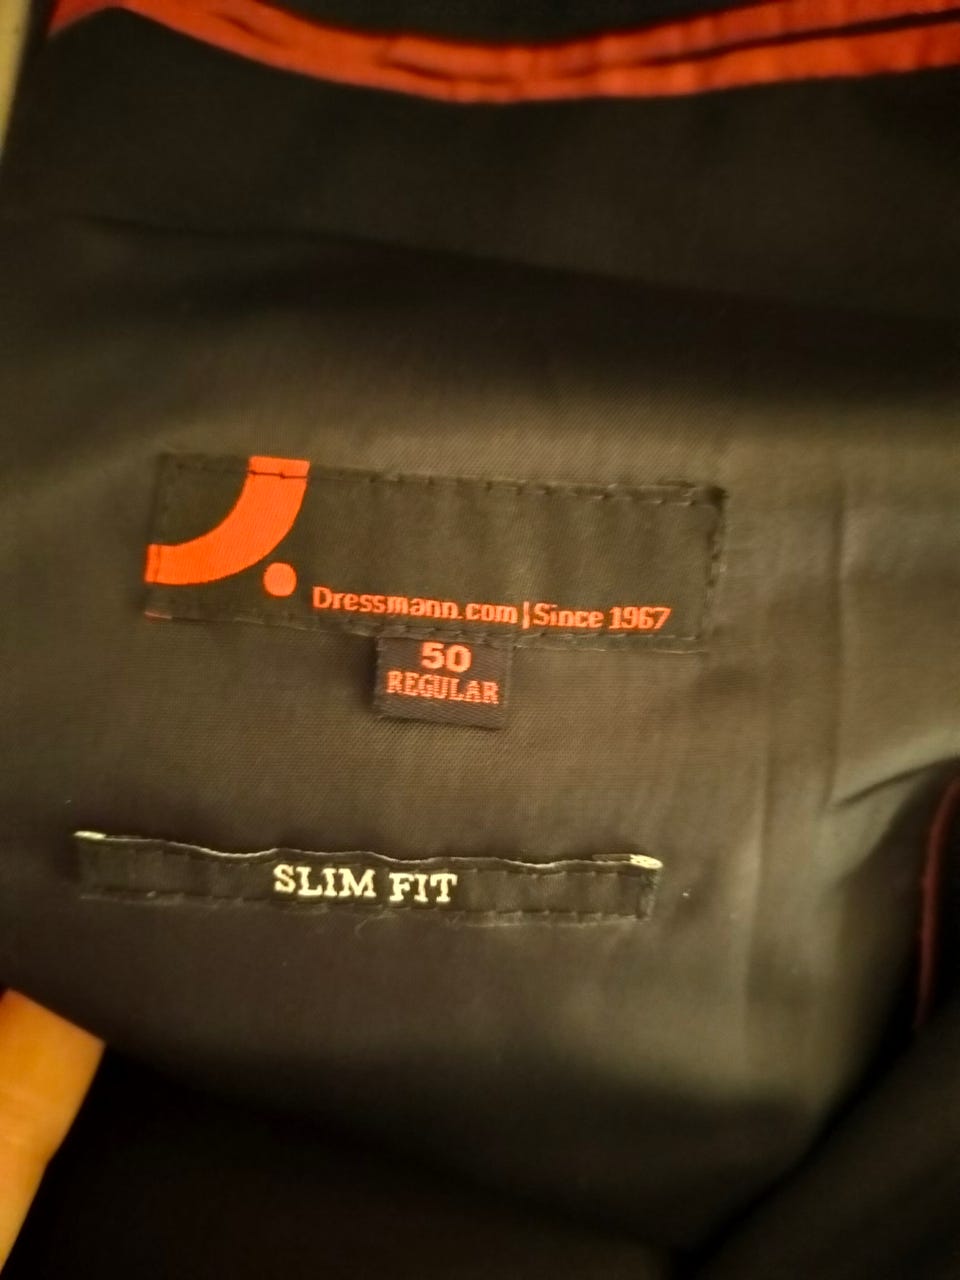 Dressmann.com|Since 1967
50
REGULAR
SLIM FIT